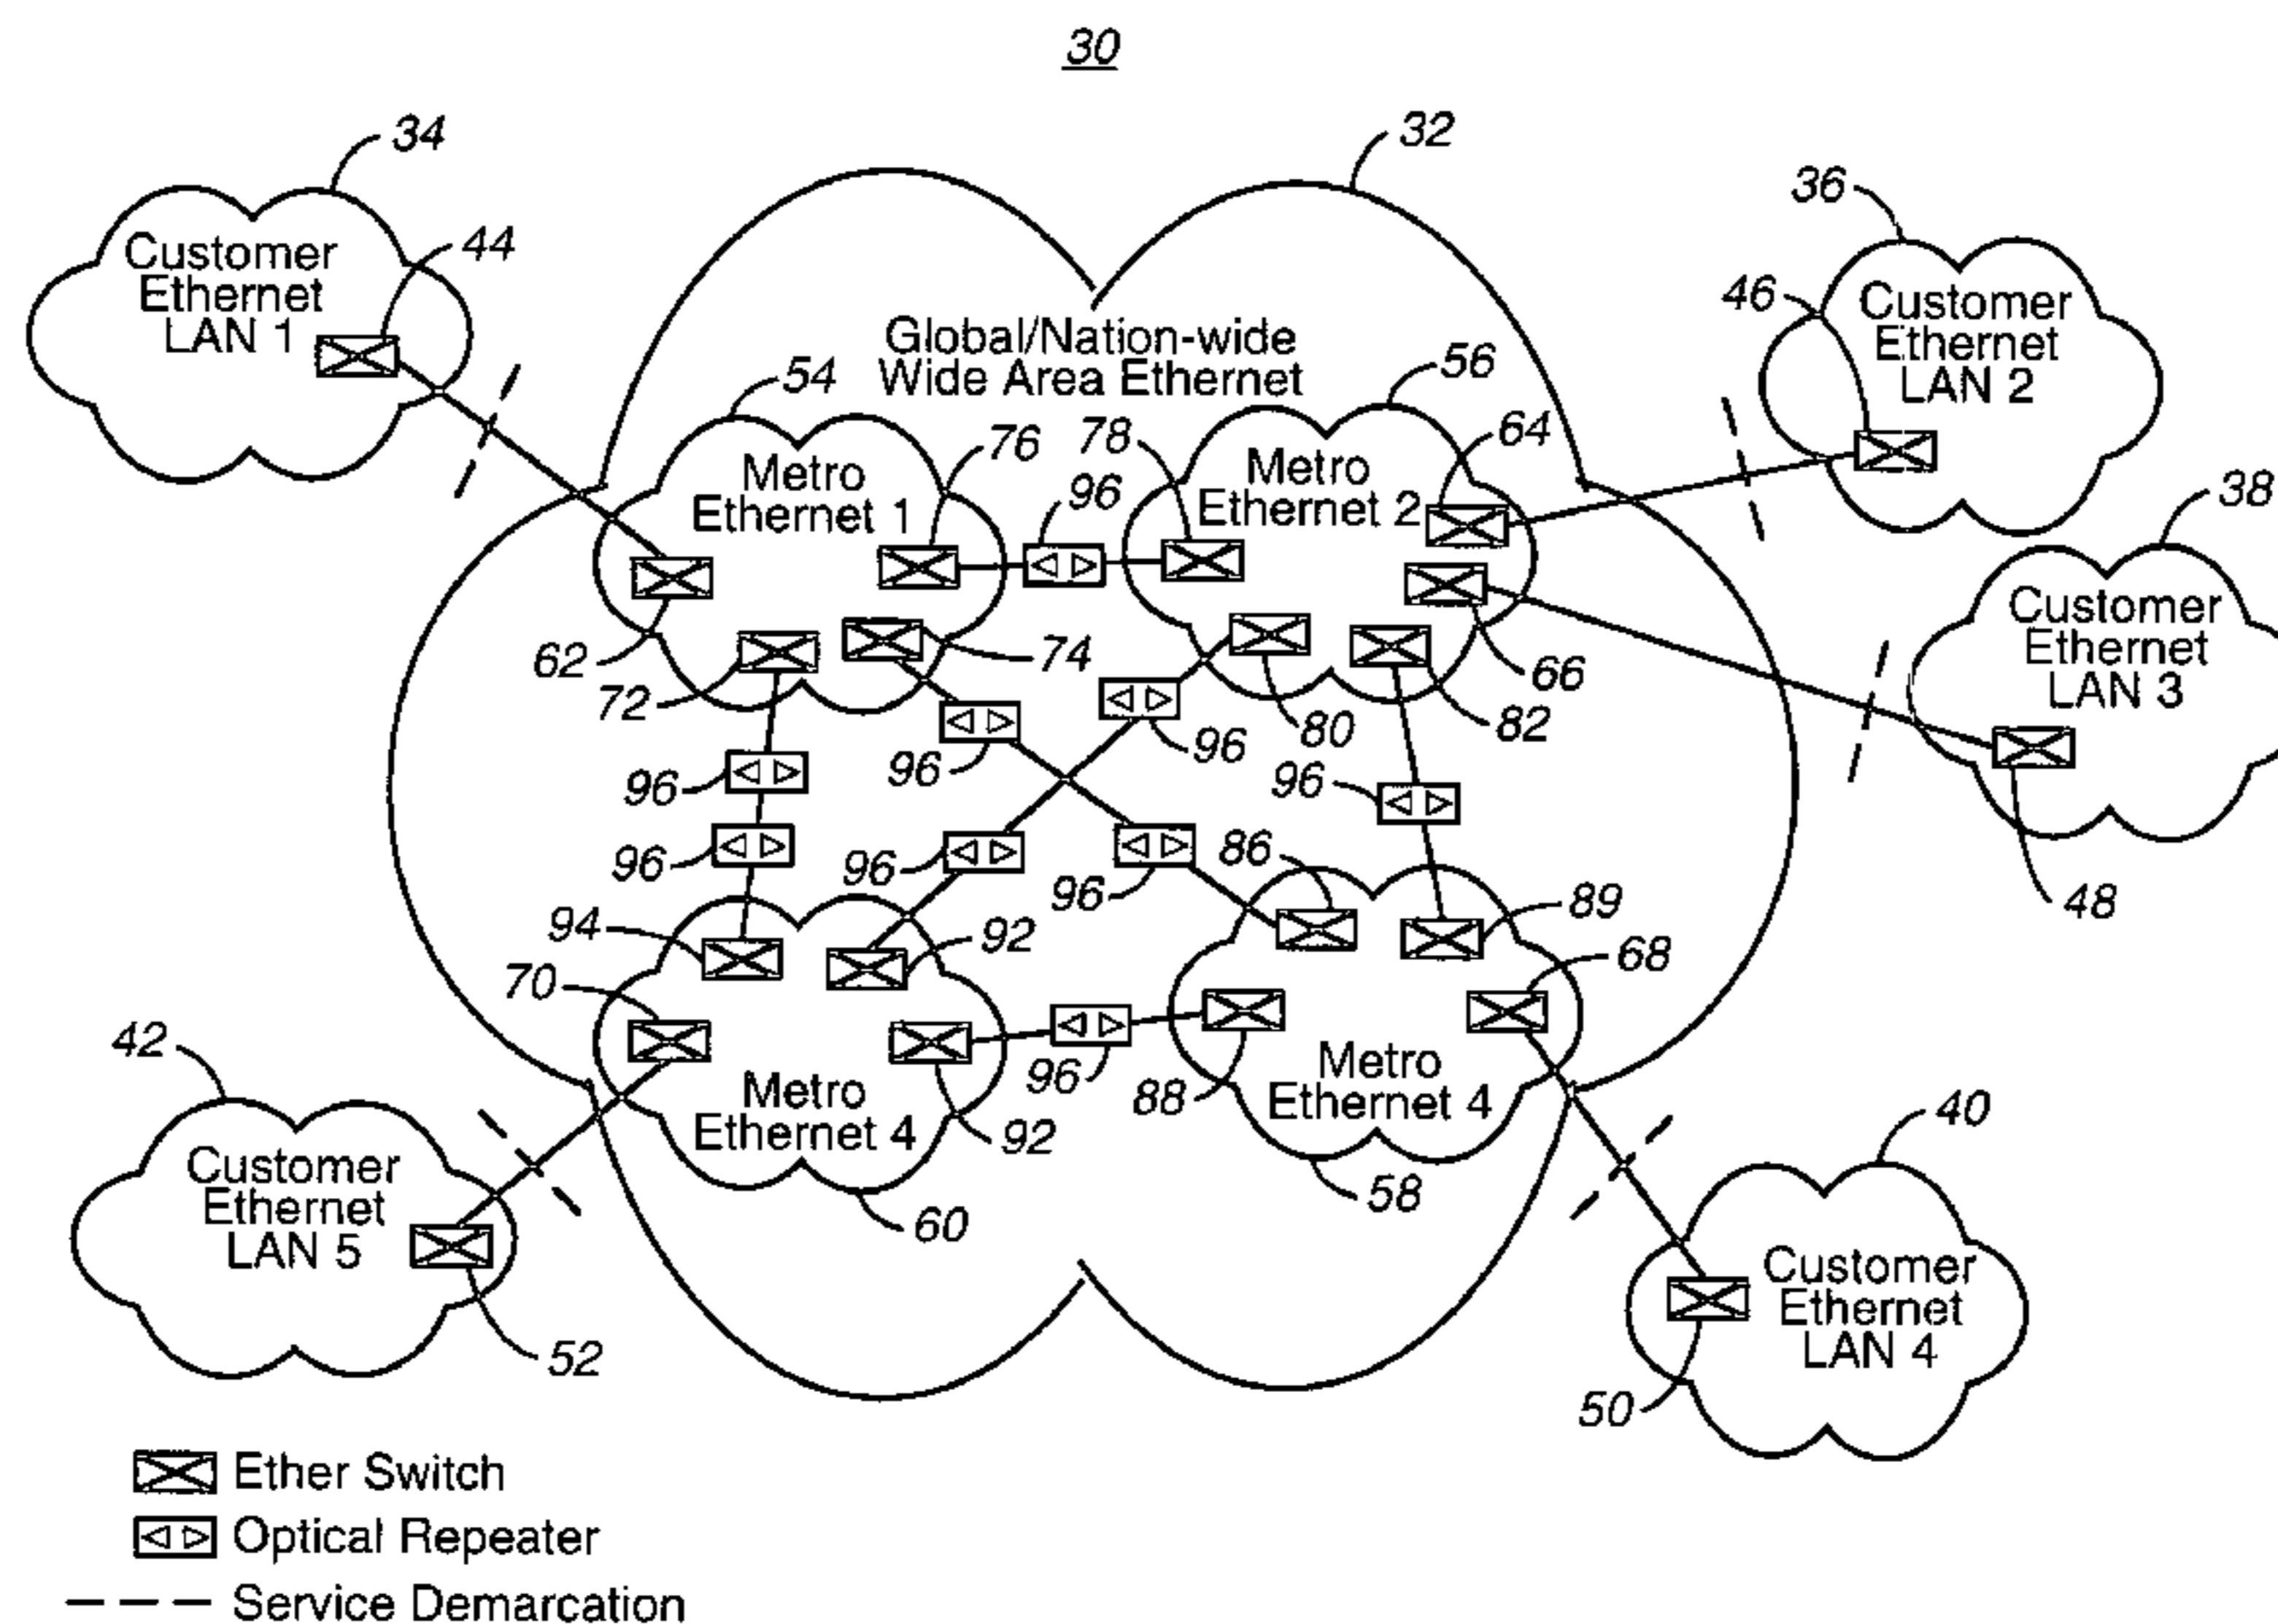 30
34
32
36
Customer
Ethernet
LAN 1
44
46
Customer
Ethernet
LAN 2
Global/Nation-wide
Wide Area Ethernet
54
56
76
78
64
38
Metro
Ethernet 1
96
Metro
Ethernet 2
Customer
Ethernet
LAN 3
62
72
74
66
80
82
96
96
96
96
96
96
96
86
89
48
94
92
68
70
42
96
88
Metro
Ethernet 4
92
Metro
Ethernet 4
40
Customer
Ethernet
LAN 5
60
58
52
Customer
Ethernet
LAN 4
50
Ether Switch
Optical Repeater
Service Demarcation